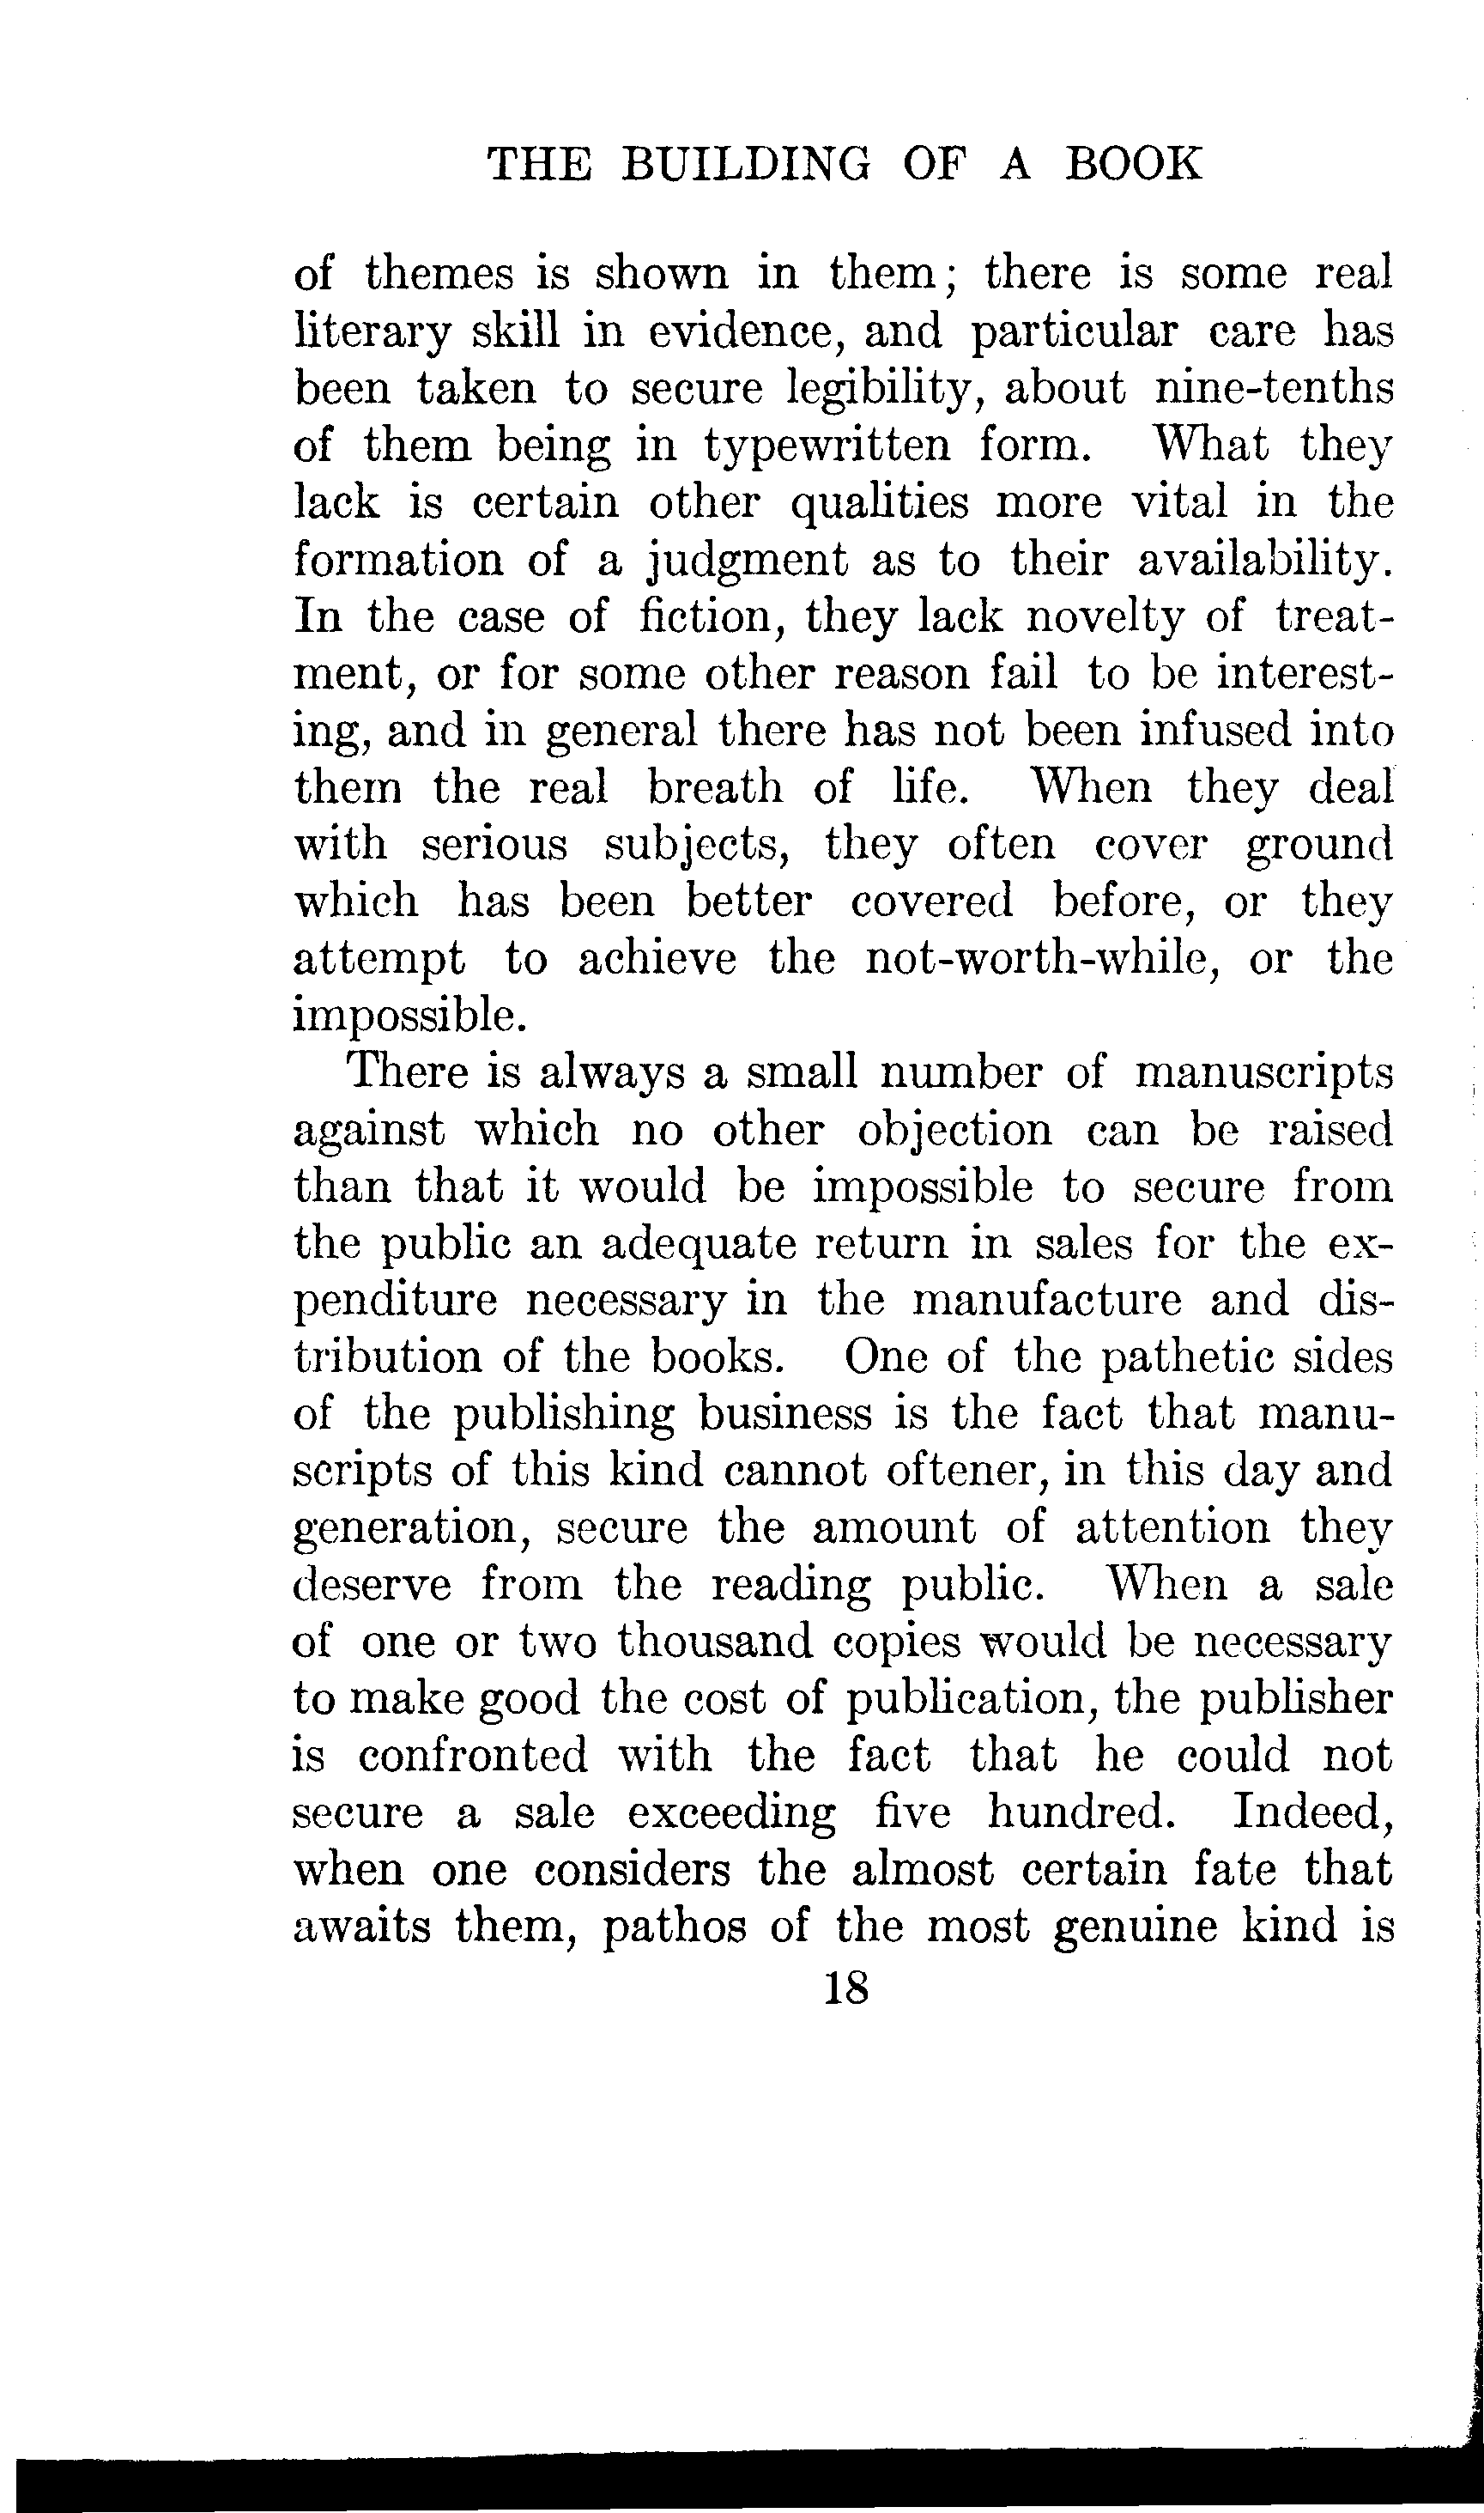 THE BUILDING OF A BOOK
of themes is shown in them; there is some real
literary skill in evidence, and particular care has
been taken to secure legibility, about nine-tenths
of them being in typewritten form. What they
lack is certain other qualities more vital in the
formation of a judgment as to their availability.
In the case of fiction, they lack novelty of treat-
ment, or for some other reason fail to be interest-
ing, and in general there has not been infused into
them the real breath of life. When they deal
with serious subjects, they often cover ground
which has been better covered before, or they
attempt to achieve the not-worth-while, or the
impossible.
There is always a small number of manuscripts
against which no other objection can be raised
than that it would be impossible to secure from
the public an adequate return in sales for the ex-
penditure necessary in the manufacture and dis-
tribution of the books. One of the pathetic sides
of the publishing business is the fact that manu-
scripts of this kind cannot oftener, in this day and
generation, secure the amount of attention they
deserve from the reading public. When a sale
of one or two thousand copies would be necessary
to make good the cost of publication, the publisher
is confronted with the fact that he could not
secure a sale exceeding five hundred. Indeed,
when one considers the almost certain fate that
awaits them, pathos of the most genuine kind is
18